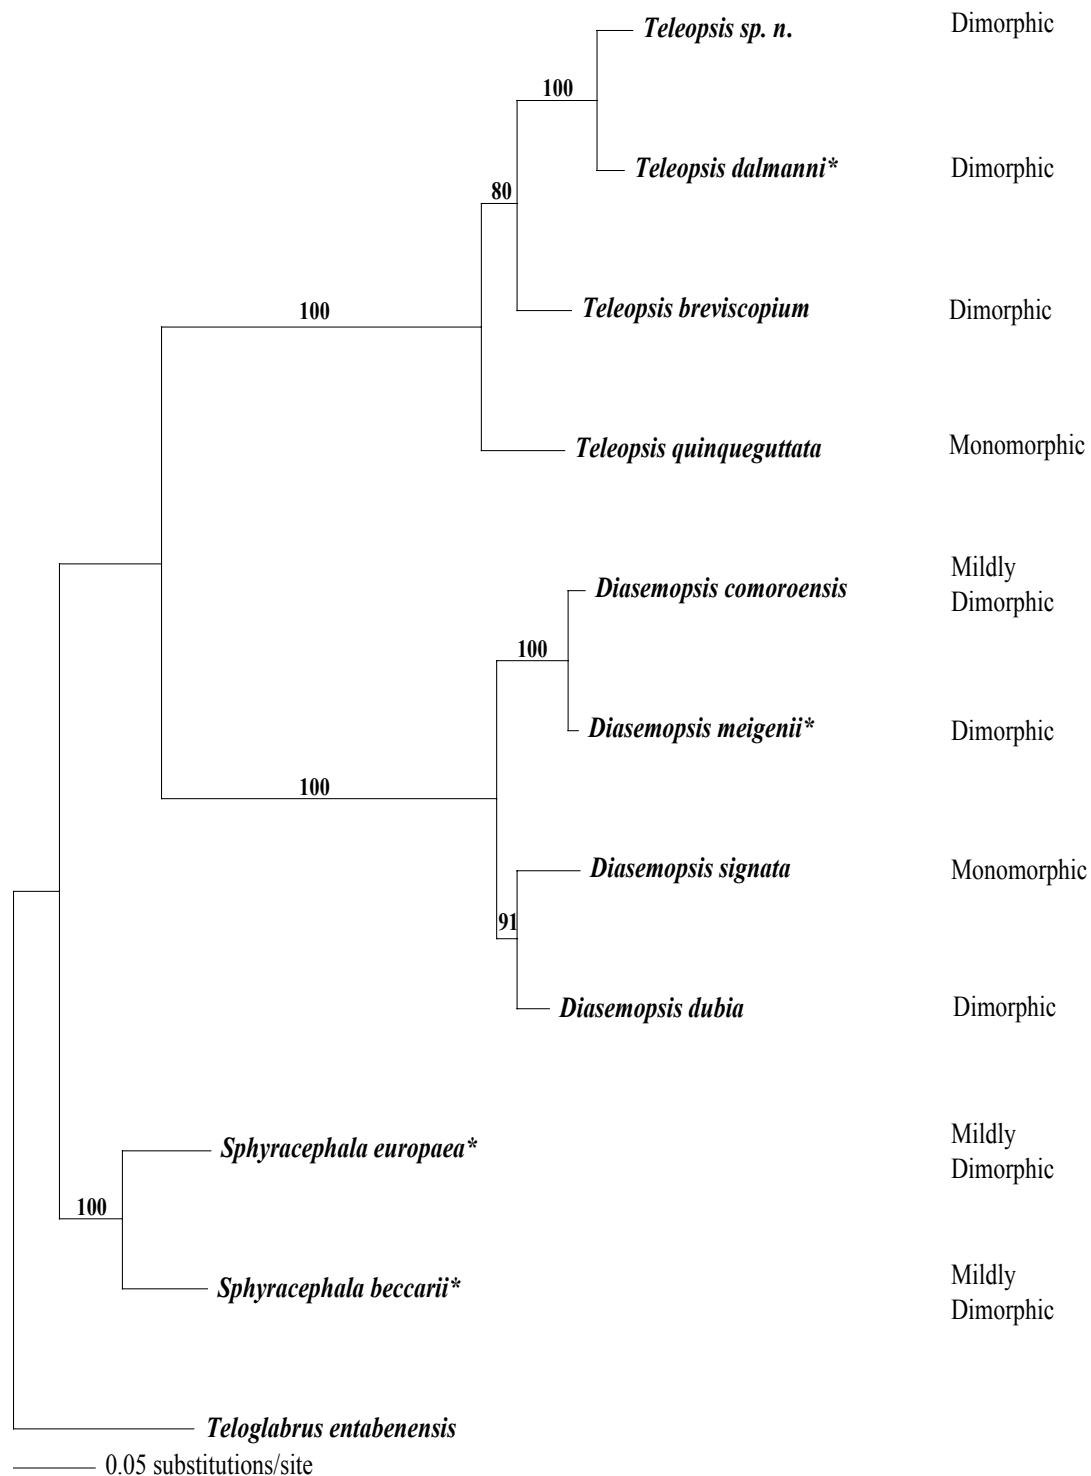 Teleopsis sp. n. Dimorphic
100
Teleopsis dalmanni* Dimorphic
80
Teleopsis breviscopium Dimorphic
100
Teleopsis quinqueguttata Monomorphic
Diasemopsis comoroensis Mildly
Dimorphic
100
Diasemopsis meigenii* Dimorphic
100
Diasemopsis signata Monomorphic
91
Diasemopsis dubia Dimorphic
Sphyracephala europaea* Mildly
Dimorphic
100
Sphyracephala beccarii* Mildly
Dimorphic
Teloglabrus entabenensis
0.05 substitutions/site